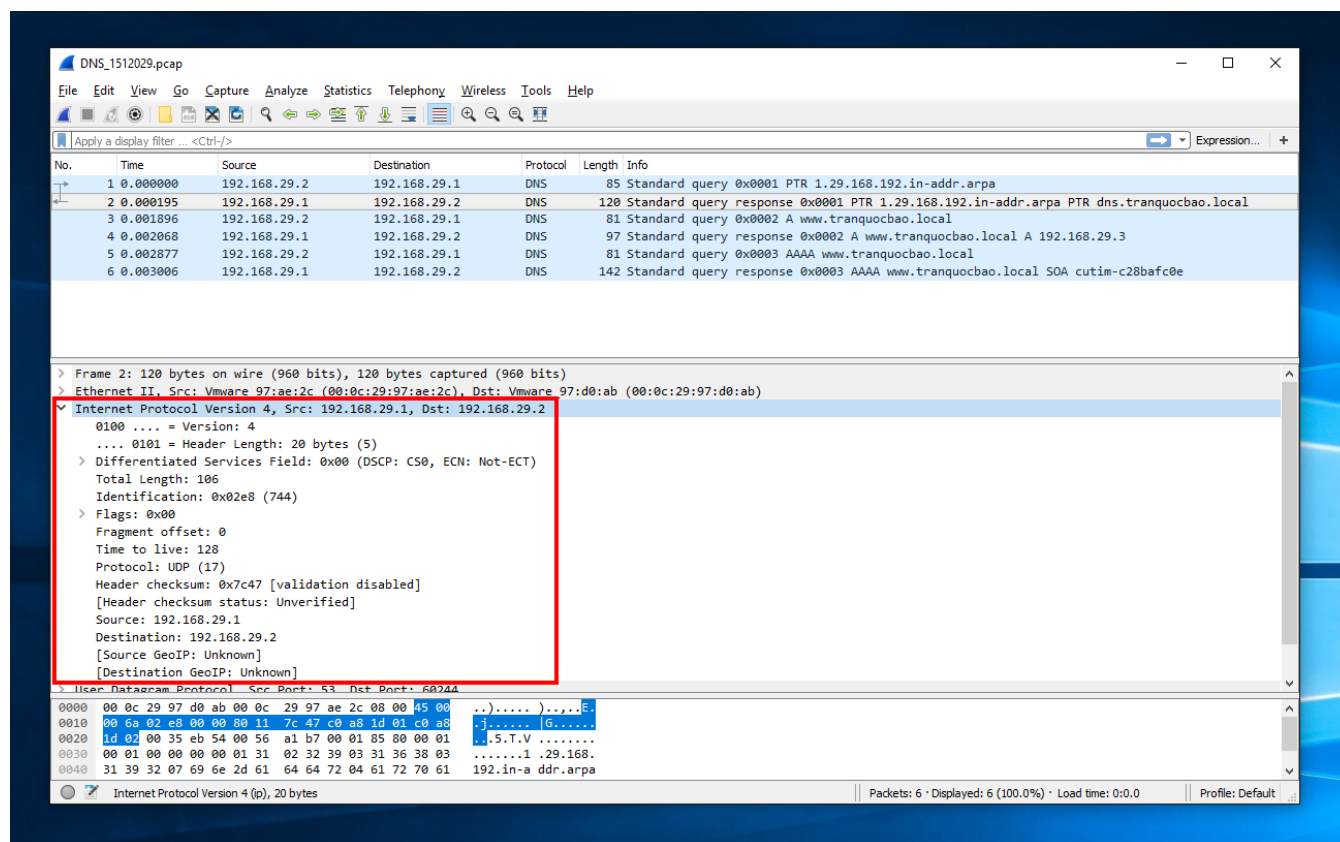 DNS_1512029.pcap
File Edit View Go Capture Analyze Statistics Telephony Wireless Tools Help
Apply a display filter ... <Ctrl-/> Expression... +
No. Time Source Destination Protocol Length Info
1 0.000000 192.168.29.2 192.168.29.1 DNS 85 Standard query 0x0001 PTR 1.29.168.192.in-addr.arpa
2 0.000195 192.168.29.1 192.168.29.2 DNS 120 Standard query response 0x0001 PTR 1.29.168.192.in-addr.arpa PTR dns.tranquocbao.local
3 0.001896 192.168.29.2 192.168.29.1 DNS 81 Standard query 0x0002 A www.tranquocbao.local
4 0.002068 192.168.29.1 192.168.29.2 DNS 97 Standard query response 0x0002 A www.tranquocbao.local A 192.168.29.3
5 0.002877 192.168.29.2 192.168.29.1 DNS 81 Standard query 0x0003 AAAA www.tranquocbao.local
6 0.003006 192.168.29.1 192.168.29.2 DNS 142 Standard query response 0x0003 AAAA www.tranquocbao.local SOA cutim-c28bafc0e
> Frame 2: 120 bytes on wire (960 bits), 120 bytes captured (960 bits)
> Ethernet II, Src: Vmware_97:ae:2c (00:0c:29:97:ae:2c), Dst: Vmware_97:d0:ab (00:0c:29:97:d0:ab)
Internet Protocol Version 4, Src: 192.168.29.1, Dst: 192.168.29.2
0100 .... = Version: 4
.... 0101 = Header Length: 20 bytes (5)
> Differentiated Services Field: 0x00 (DSCP: CS0, ECN: Not-ECT)
Total Length: 106
Identification: 0x02e8 (744)
> Flags: 0x00
Fragment offset: 0
Time to live: 128
Protocol: UDP (17)
Header checksum: 0x7c47 [validation disabled]
[Header checksum status: Unverified]
Source: 192.168.29.1
Destination: 192.168.29.2
[Source GeoIP: Unknown]
[Destination GeoIP: Unknown]
> User Datagram Protocol, Src Port: 53, Dst Port: 60244
0000 00 0c 29 97 d0 ab 00 0c 29 97 ae 2c 08 00 45 00 ..)..... )..,..E.
0010 00 6a 02 e8 00 00 80 11 7c 47 c0 a8 1d 01 c0 a8 .j...... |G......
0020 1d 02 00 35 eb 54 00 56 a1 b7 00 01 85 80 00 01 ...5.T.V ........
0030 00 01 00 00 00 00 01 31 02 32 39 03 31 36 38 03 .......1 .29.168.
0040 31 39 32 07 69 6e 2d 61 64 64 72 04 61 72 70 61 192.in-a ddr.arpa
Internet Protocol Version 4 (ip), 20 bytes Packets: 6 · Displayed: 6 (100.0%) · Load time: 0:0.0 Profile: Default